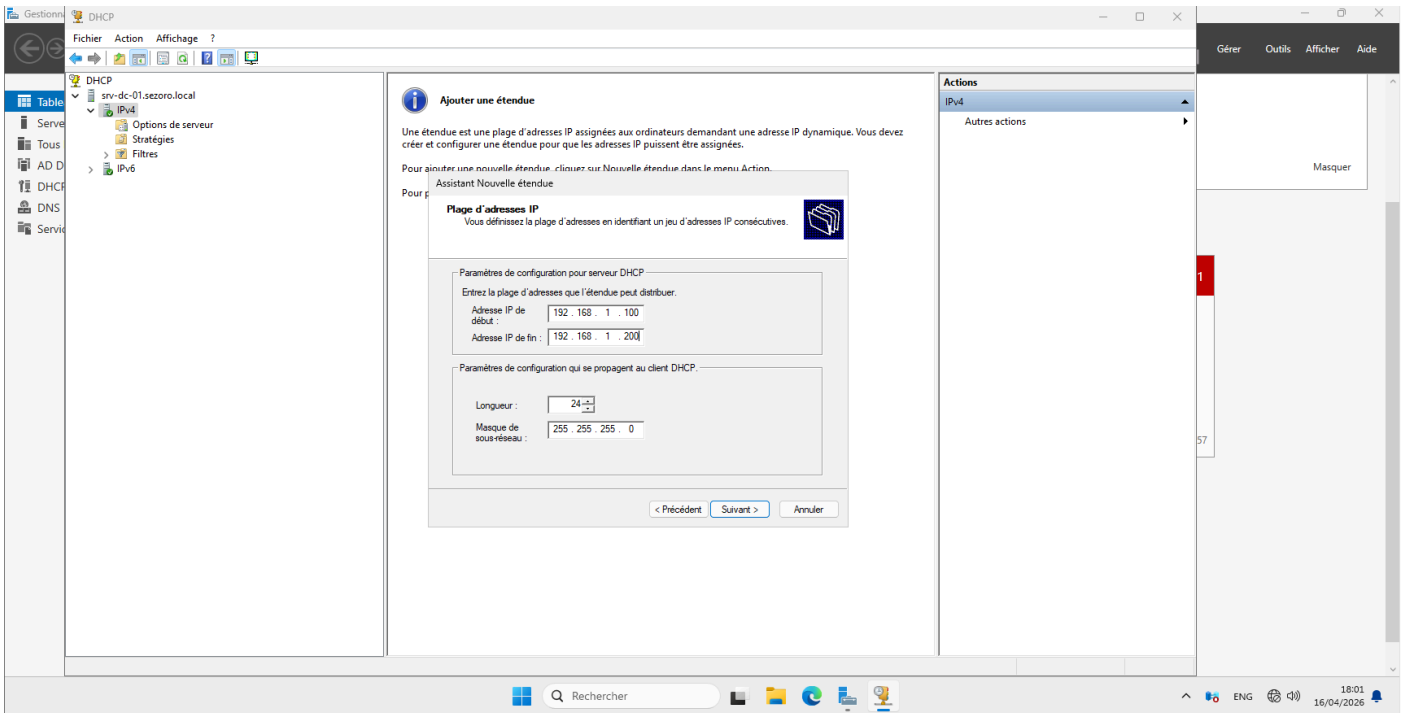 Gestionn
DHCP
Fichier Action Affichage ?
Gérer Outils Afficher Aide
DHCP
srv-dc-01.sezoro.local
IPv4
Options de serveur
Stratégies
Filtres
IPv6
Table
Serve
Tous
AD D
DHCP
DNS
Servic
Ajouter une étendue
Une étendue est une plage d'adresses IP assignées aux ordinateurs demandant une adresse IP dynamique. Vous devez
créer et configurer une étendue pour que les adresses IP puissent être assignées.
Pour ajouter une nouvelle étendue, cliquez sur Nouvelle étendue dans le menu Action.
Pour p
Assistant Nouvelle étendue
Plage d'adresses IP
Vous définissez la plage d'adresses en identifiant un jeu d'adresses IP consécutives.
Paramètres de configuration pour serveur DHCP
Entrez la plage d'adresses que l'étendue peut distribuer.
Adresse IP de
début :
192 . 168 . 1 . 100
Adresse IP de fin :
192 . 168 . 1 . 200
Paramètres de configuration qui se propagent au client DHCP.
Longueur :
24
Masque de
sous-réseau :
255 . 255 . 255 . 0
< Précédent
Suivant >
Annuler
Actions
IPv4
Autres actions
Masquer
1
57
Rechercher
ENG
18:01
16/04/2026